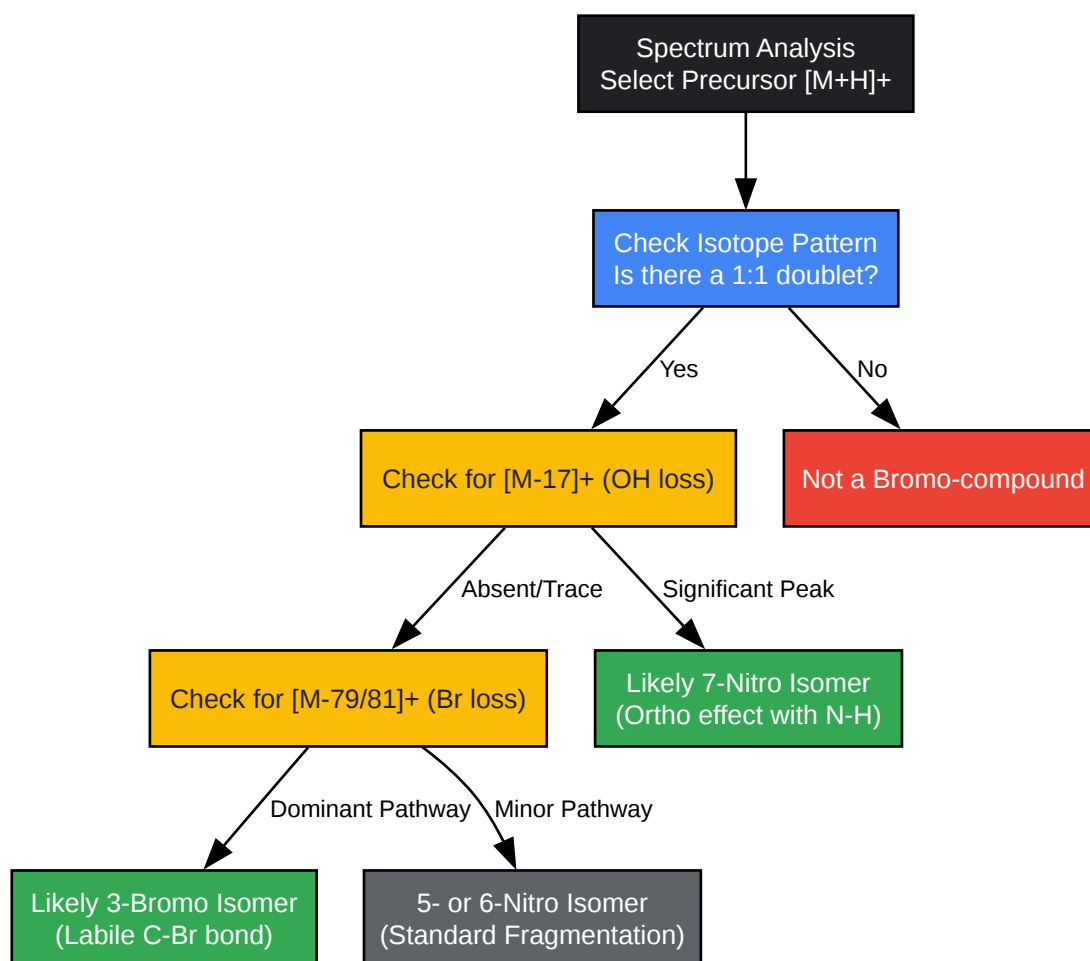 Spectrum Analysis
Select Precursor [M+H]+
Check Isotope Pattern
Is there a 1:1 doublet?
Yes
No
Check for [M-17]+ (OH loss)
Not a Bromo-compound
Absent/Trace
Significant Peak
Check for [M-79/81]+ (Br loss)
Likely 7-Nitro Isomer
(Ortho effect with N-H)
Dominant Pathway
Minor Pathway
Likely 3-Bromo Isomer
(Labile C-Br bond)
5- or 6-Nitro Isomer
(Standard Fragmentation)